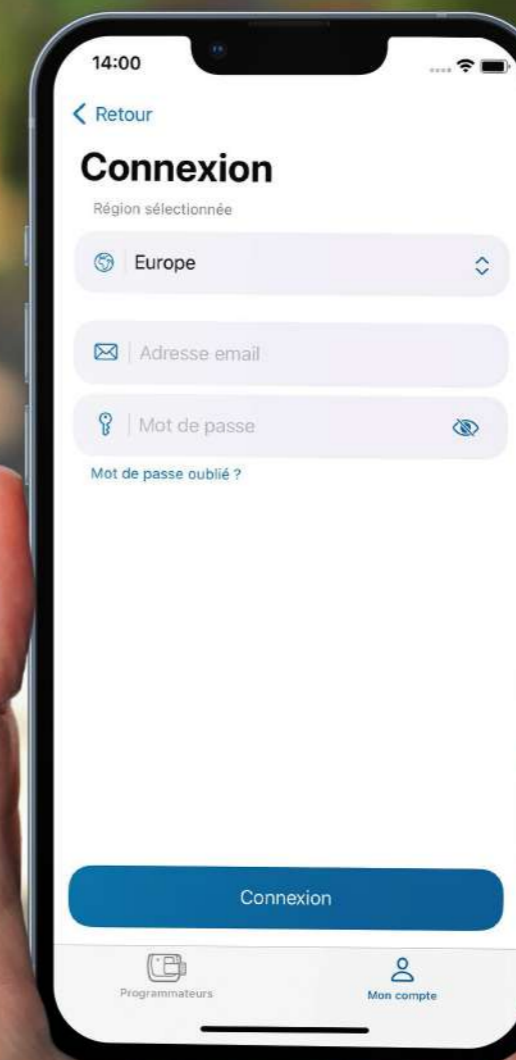 14:00
Retour
Connexion
Région sélectionnée
Europe
Adresse email
Mot de passe
Mot de passe oublié ?
Connexion
Programmateurs
Mon compte